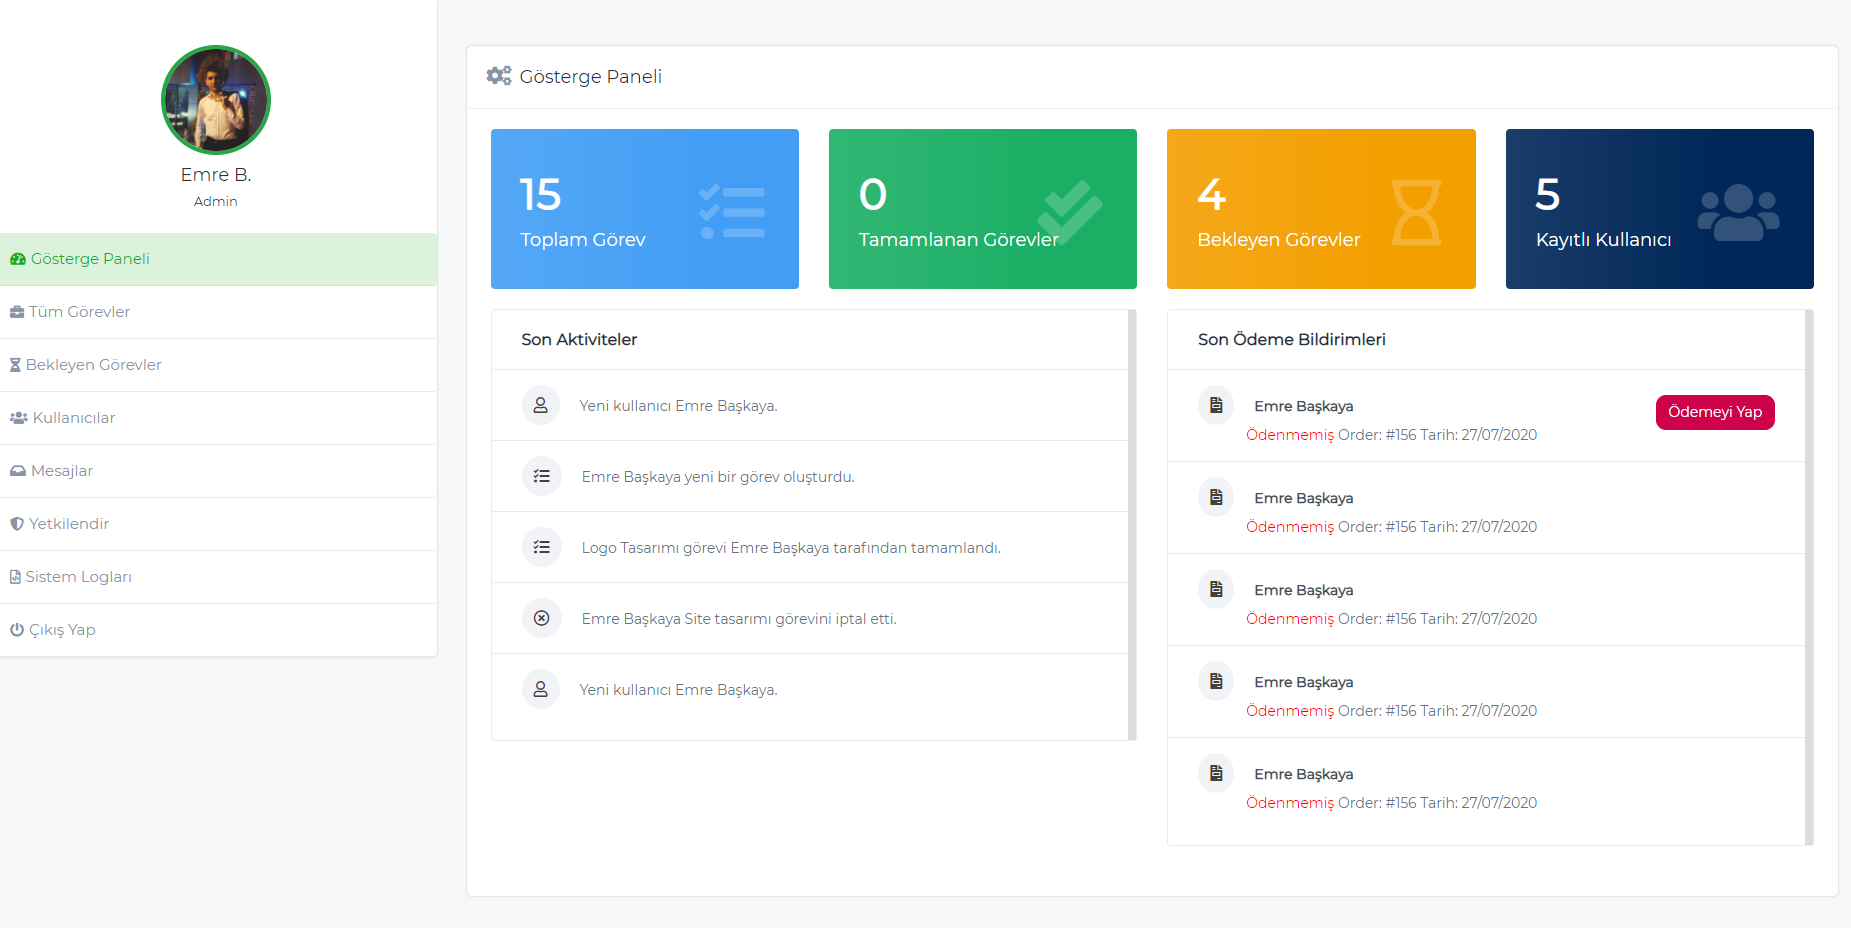 Emre B.
Admin
Gösterge Paneli
Tüm Görevler
Bekleyen Görevler
Kullanıcılar
Mesajlar
Yetkilendir
Sistem Logları
Çıkış Yap
Gösterge Paneli
15
Toplam Görev
0
Tamamlanan Görevler
4
Bekleyen Görevler
5
Kayıtlı Kullanıcı
Son Aktiviteler
Yeni kullanıcı Emre Başkaya.
Emre Başkaya yeni bir görev oluşturdu.
Logo Tasarımı görevi Emre Başkaya tarafından tamamlandı.
Emre Başkaya Site tasarımı görevini iptal etti.
Yeni kullanıcı Emre Başkaya.
Son Ödeme Bildirimleri
Emre Başkaya
Ödenmemiş Order: #156 Tarih: 27/07/2020
Ödemeyi Yap
Emre Başkaya
Ödenmemiş Order: #156 Tarih: 27/07/2020
Emre Başkaya
Ödenmemiş Order: #156 Tarih: 27/07/2020
Emre Başkaya
Ödenmemiş Order: #156 Tarih: 27/07/2020
Emre Başkaya
Ödenmemiş Order: #156 Tarih: 27/07/2020